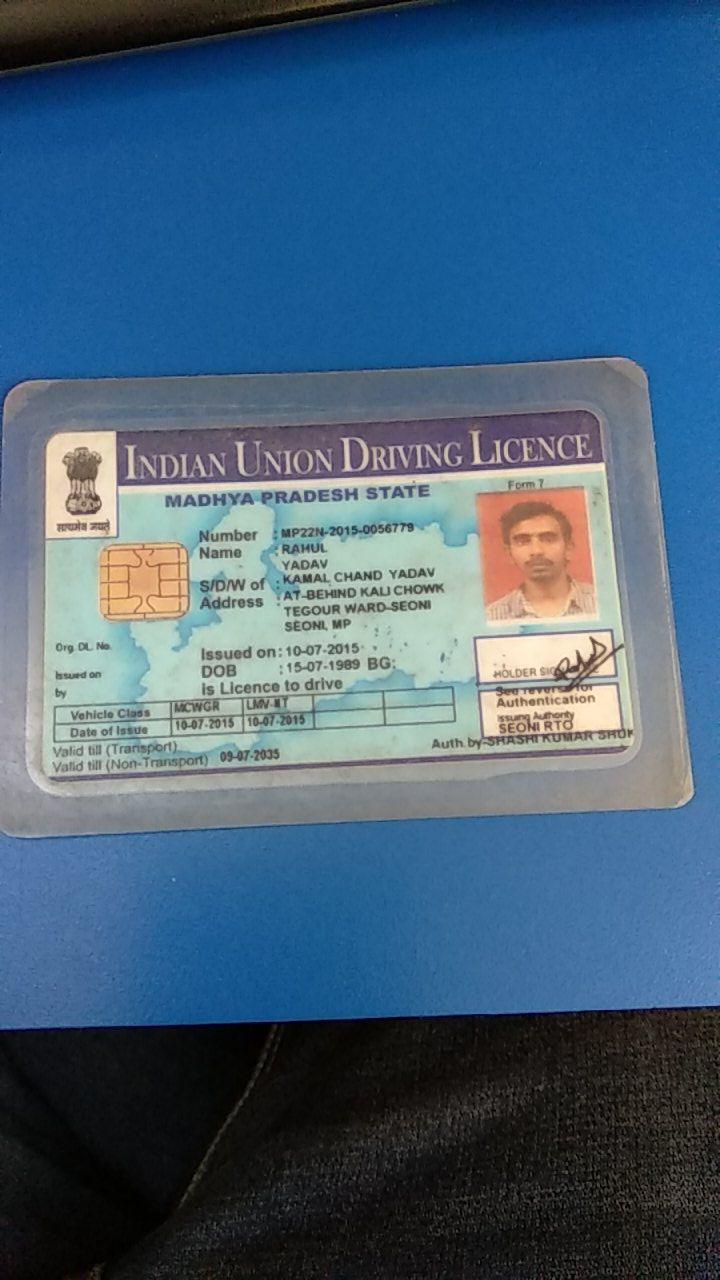 INDIAN UNION DRIVING LICENCE
MADHYA PRADESH STATE
सत्यमेव जयते
Form 7
Number : MP22N-2015-0056779
Name : RAHUL
YADAV
S/D/W of : KAMAL CHAND YADAV
Address : AT-BEHIND KALI CHOWK
TEGOUR WARD-SEONI
SEONI, MP
Org. DL. No.
Issued on : 10-07-2015
DOB : 15-07-1989 BG:
is Licence to drive
Issued on
by
Vehicle Class MCWGR LMV-NT
Date of Issue 10-07-2015 10-07-2015
Valid till (Transport)
Valid till (Non-Transport) 09-07-2035
HOLDER SIG
See reverse for
Authentication
Issuing Authority
SEONI RTO
Auth. by-SHASHI KUMAR SHUK